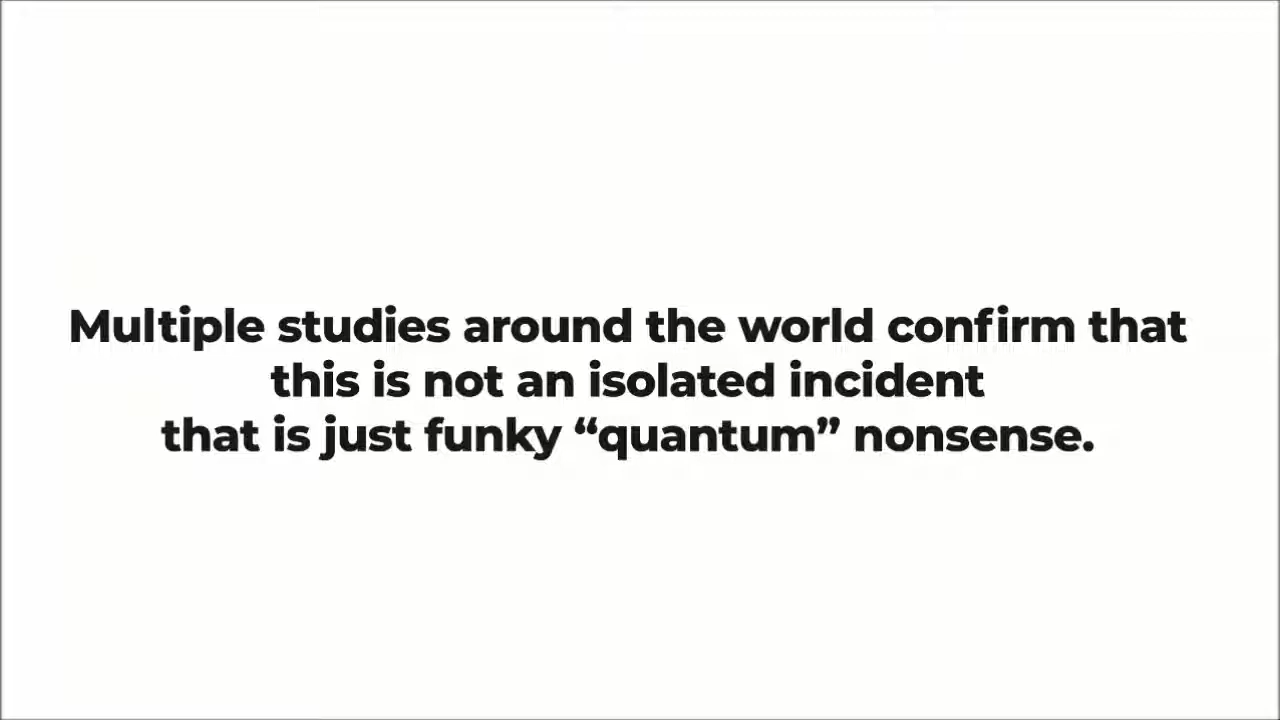 Multiple studies around the world confirm that
this is not an isolated incident
that is just funky “quantum” nonsense.